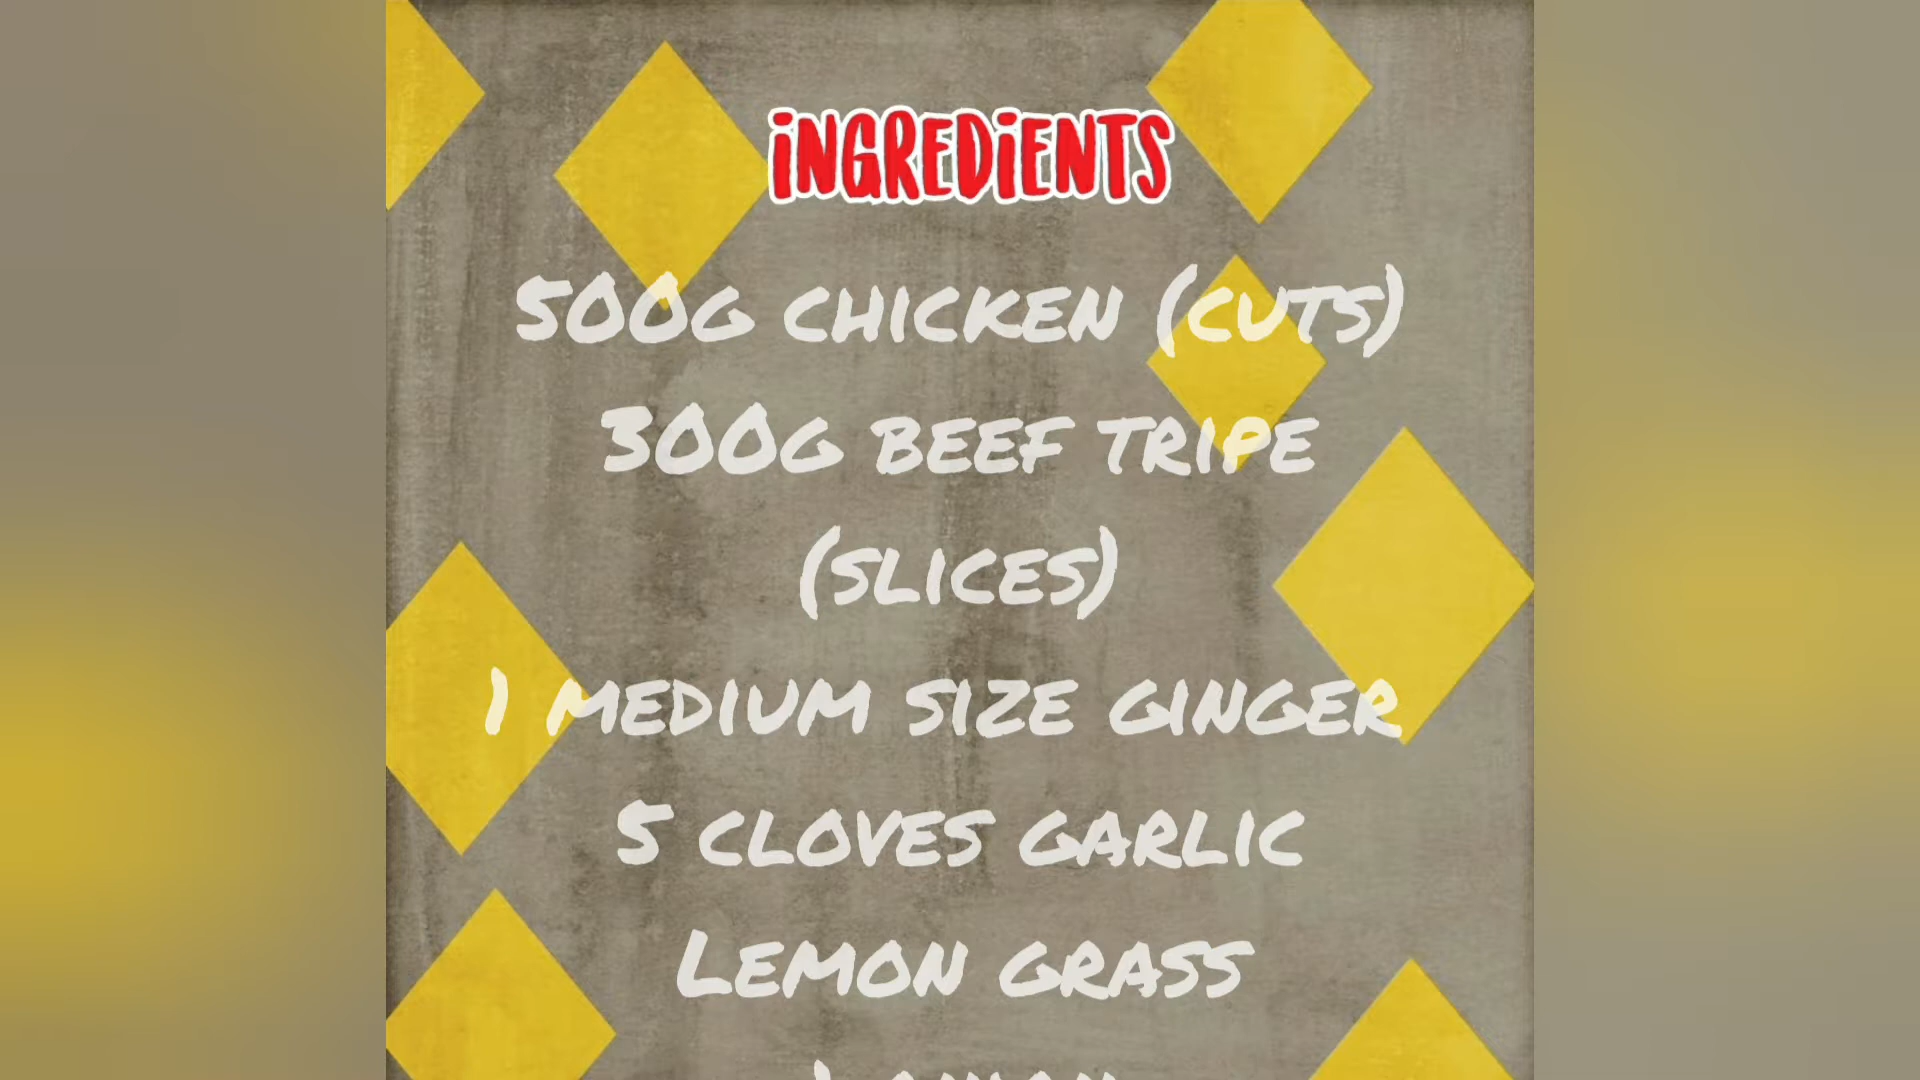 iNGREDiENTS
500G CHICKEN (CUTS)
300G BEEF TRIPE
(SLICES)
1 MEDIUM SIZE GINGER
5 CLOVES GARLIC
LEMON GRASS